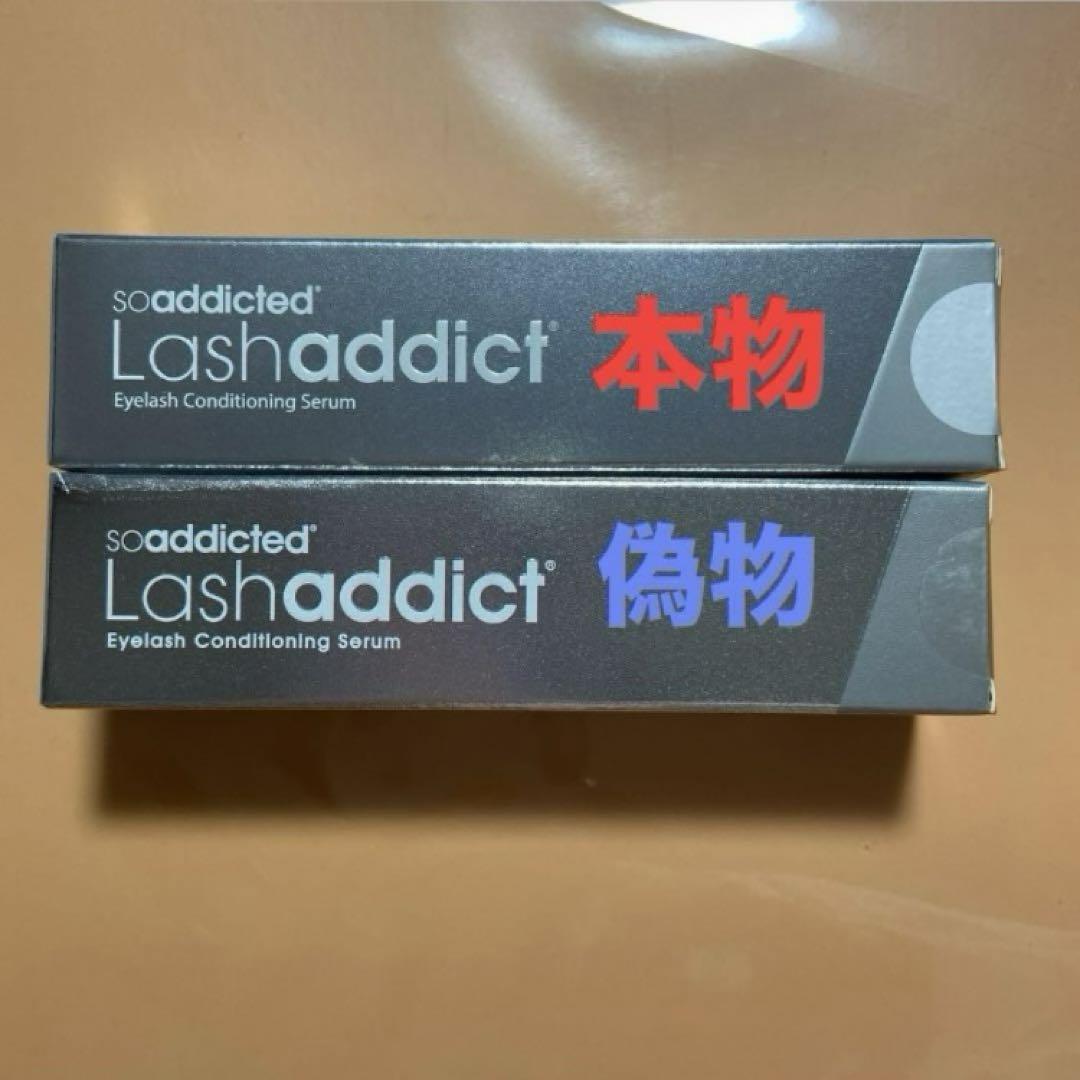 soaddicted®
Lashaddict®
本物
Eyelash Conditioning Serum
soaddicted®
Lashaddict®
偽物
Eyelash Conditioning Serum